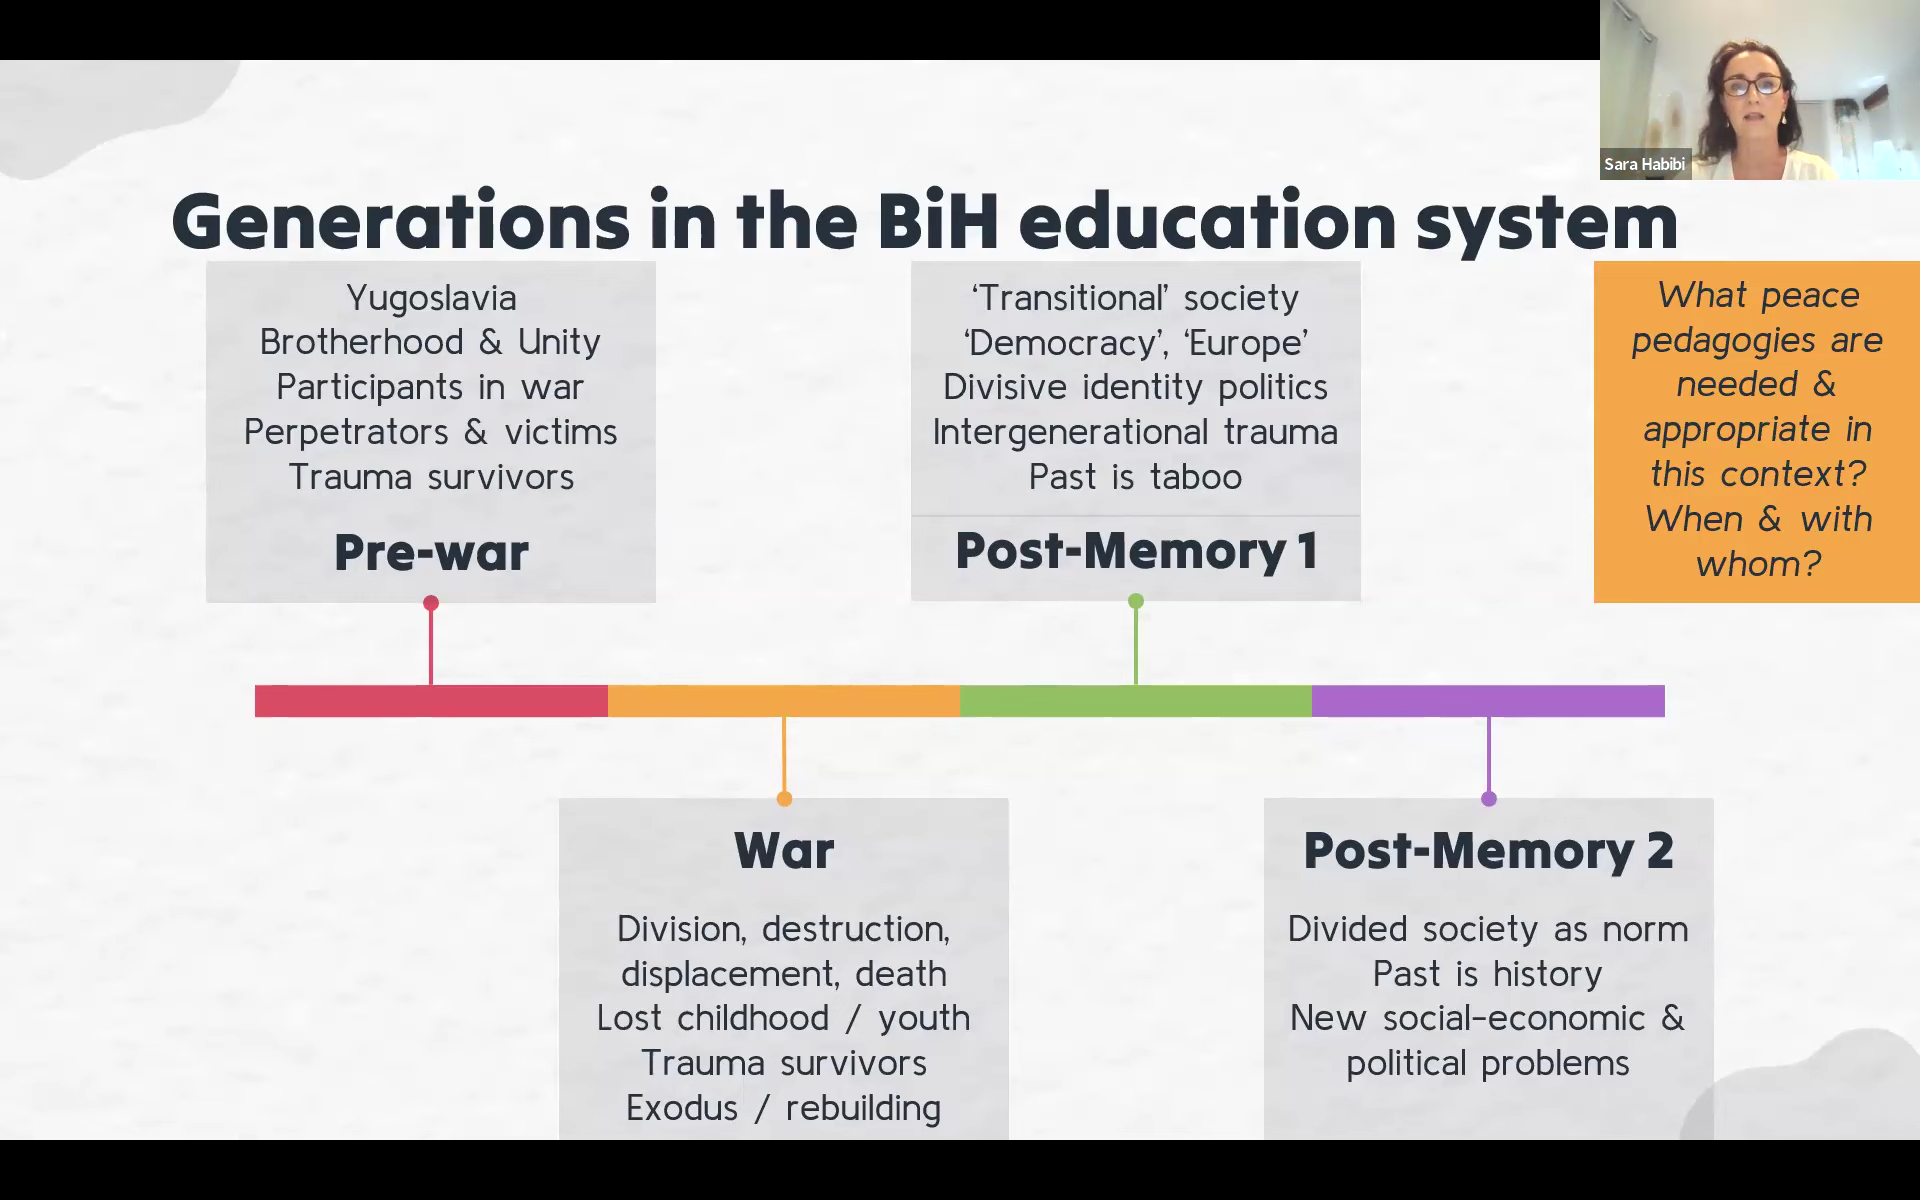 Sara Habibi
Generations in the BiH education system
Yugoslavia
Brotherhood & Unity
Participants in war
Perpetrators & victims
Trauma survivors
Pre-war
‘Transitional’ society
‘Democracy’, ‘Europe’
Divisive identity politics
Intergenerational trauma
Past is taboo
Post-Memory 1
What peace
pedagogies are
needed &
appropriate in
this context?
When & with
whom?
War
Division, destruction,
displacement, death
Lost childhood / youth
Trauma survivors
Exodus / rebuilding
Post-Memory 2
Divided society as norm
Past is history
New social-economic &
political problems